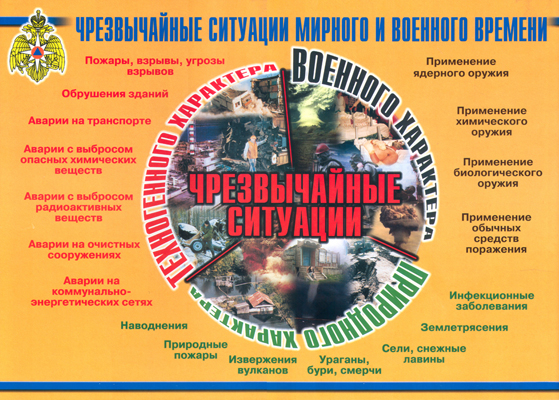 ЧРЕЗВЫЧАЙНЫЕ СИТУАЦИИ МИРНОГО И ВОЕННОГО ВРЕМЕНИ
Пожары, взрывы, угрозы
взрывов
Обрушения зданий
Аварии на транспорте
Аварии с выбросом
опасных химических
веществ
Аварии с выбросом
радиоактивных
веществ
Аварии на очистных
сооружениях
Аварии на
коммунально-
энергетических сетях
ТЕХНОГЕННОГО ХАРАКТЕРА
ВОЕННОГО ХАРАКТЕРА
ПРИРОДНОГО ХАРАКТЕРА
ЧРЕЗВЫЧАЙНЫЕ
СИТУАЦИИ
Применение
ядерного оружия
Применение
химического
оружия
Применение
биологического
оружия
Применение
обычных
средств
поражения
Инфекционные
заболевания
Землетрясения
Сели, снежные
лавины
Ураганы,
бури, смерчи
Извержения
вулканов
Природные
пожары
Наводнения